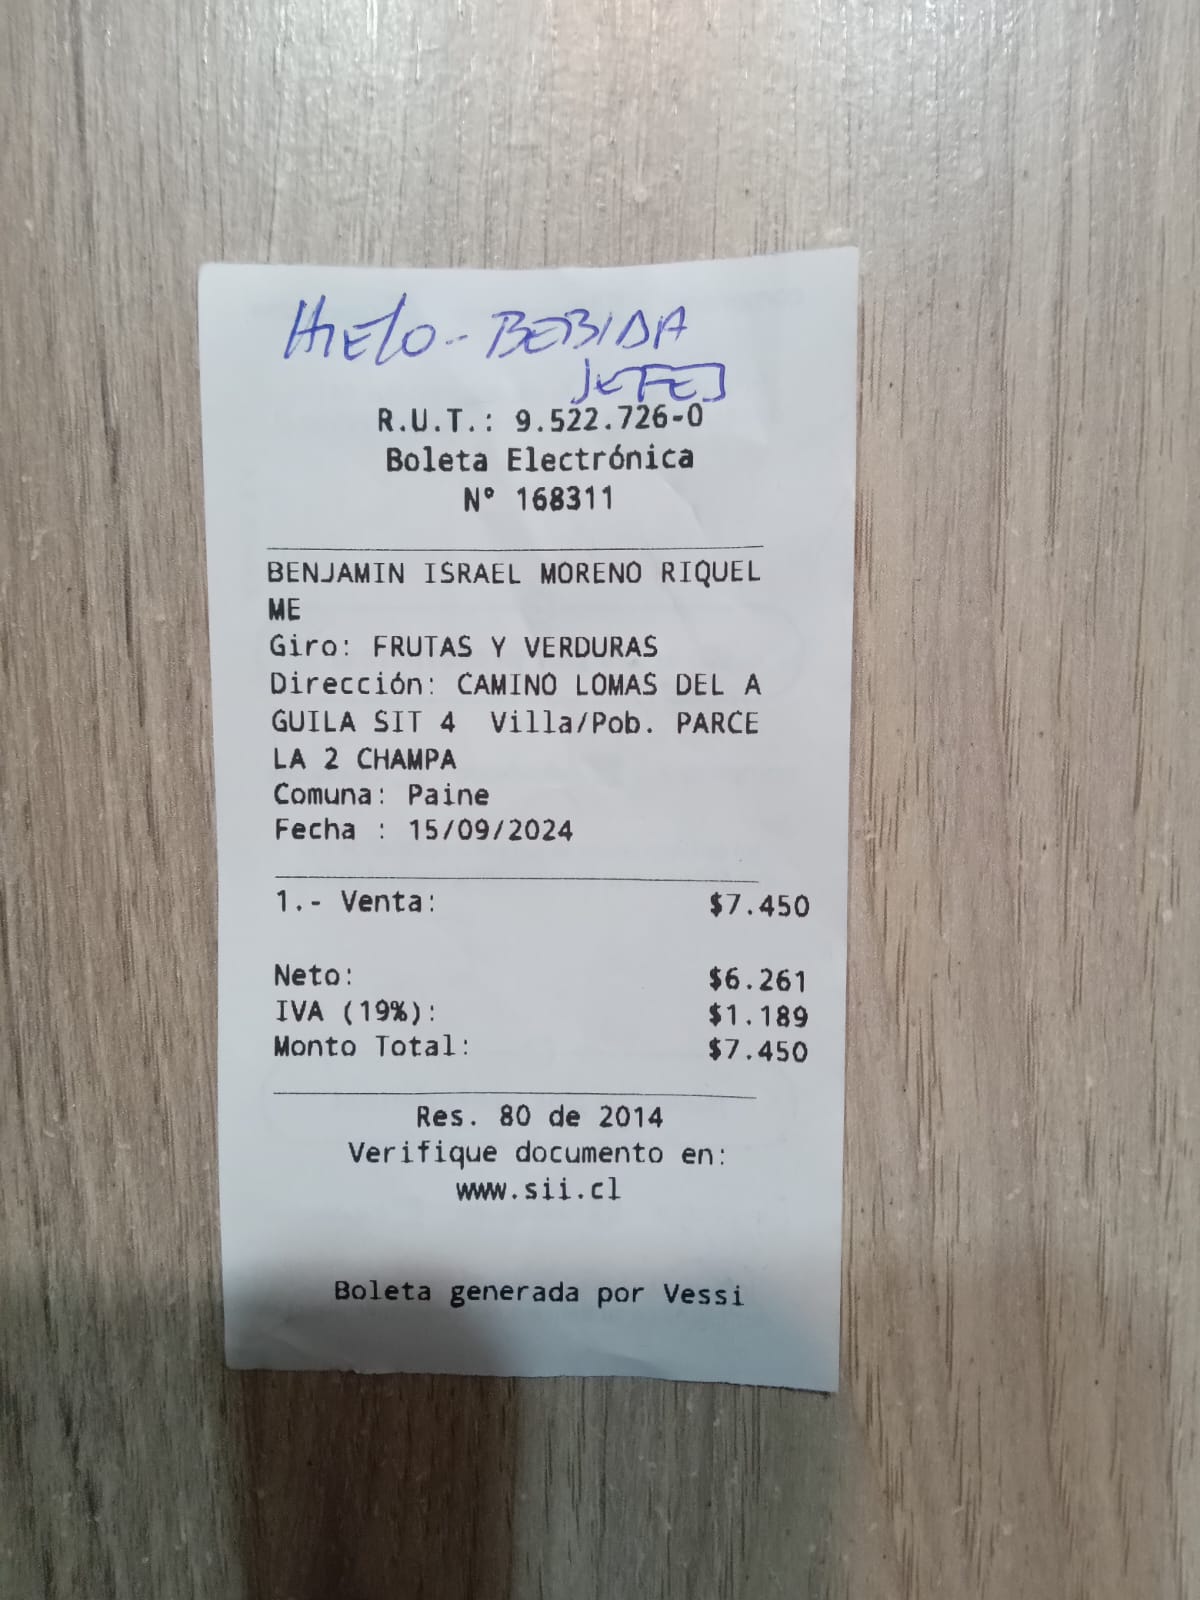 HIELO - BEBIDA
JEFES
R.U.T.: 9.522.726-0
Boleta Electrónica
N° 168311
BENJAMIN ISRAEL MORENO RIQUEL
ME
Giro: FRUTAS Y VERDURAS
Dirección: CAMINO LOMAS DEL A
GUILA SIT 4 Villa/Pob. PARCE
LA 2 CHAMPA
Comuna: Paine
Fecha : 15/09/2024
1.- Venta: $7.450
Neto: $6.261
IVA (19%): $1.189
Monto Total: $7.450
Res. 80 de 2014
Verifique documento en:
www.sii.cl
Boleta generada por Vessi